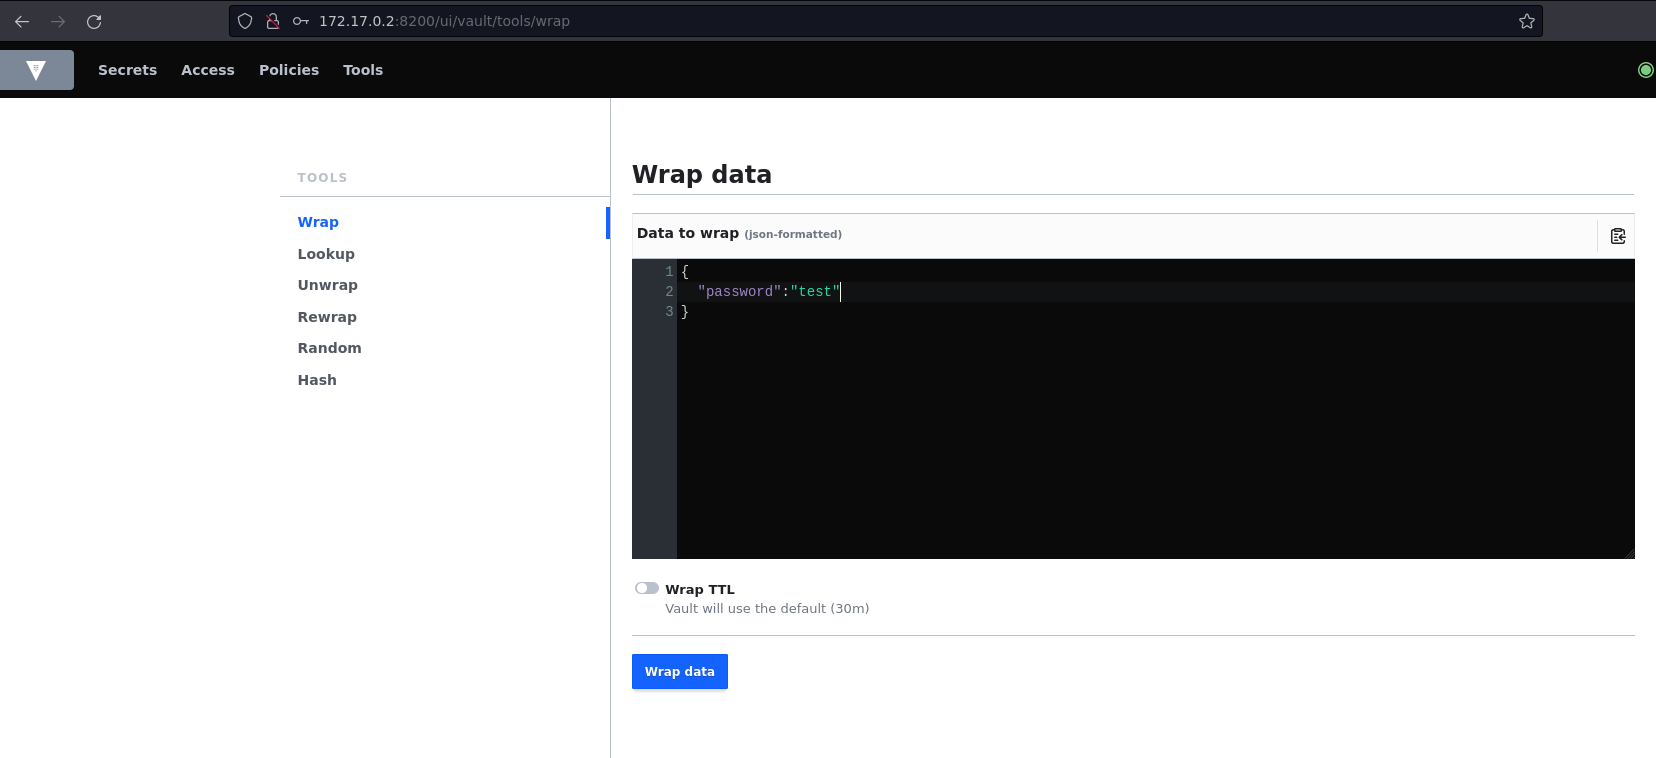 172.17.0.2:8200/ui/vault/tools/wrap
Secrets Access Policies Tools
TOOLS
Wrap
Lookup
Unwrap
Rewrap
Random
Hash
Wrap data
Data to wrap (json-formatted)
1 {
2 "password":"test"
3 }
Wrap TTL
Vault will use the default (30m)
Wrap data